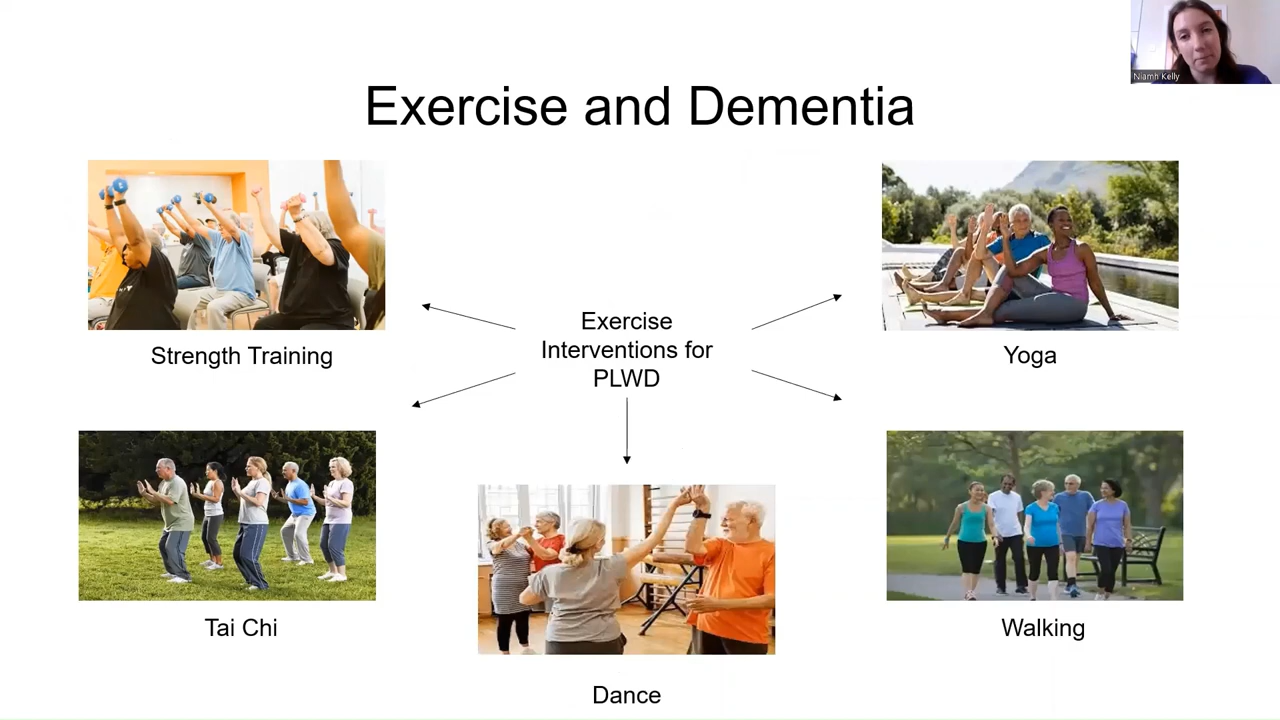 Niamh Kelly
Exercise and Dementia
Strength Training
Exercise
Interventions for
PLWD
Yoga
Tai Chi
Walking
Dance